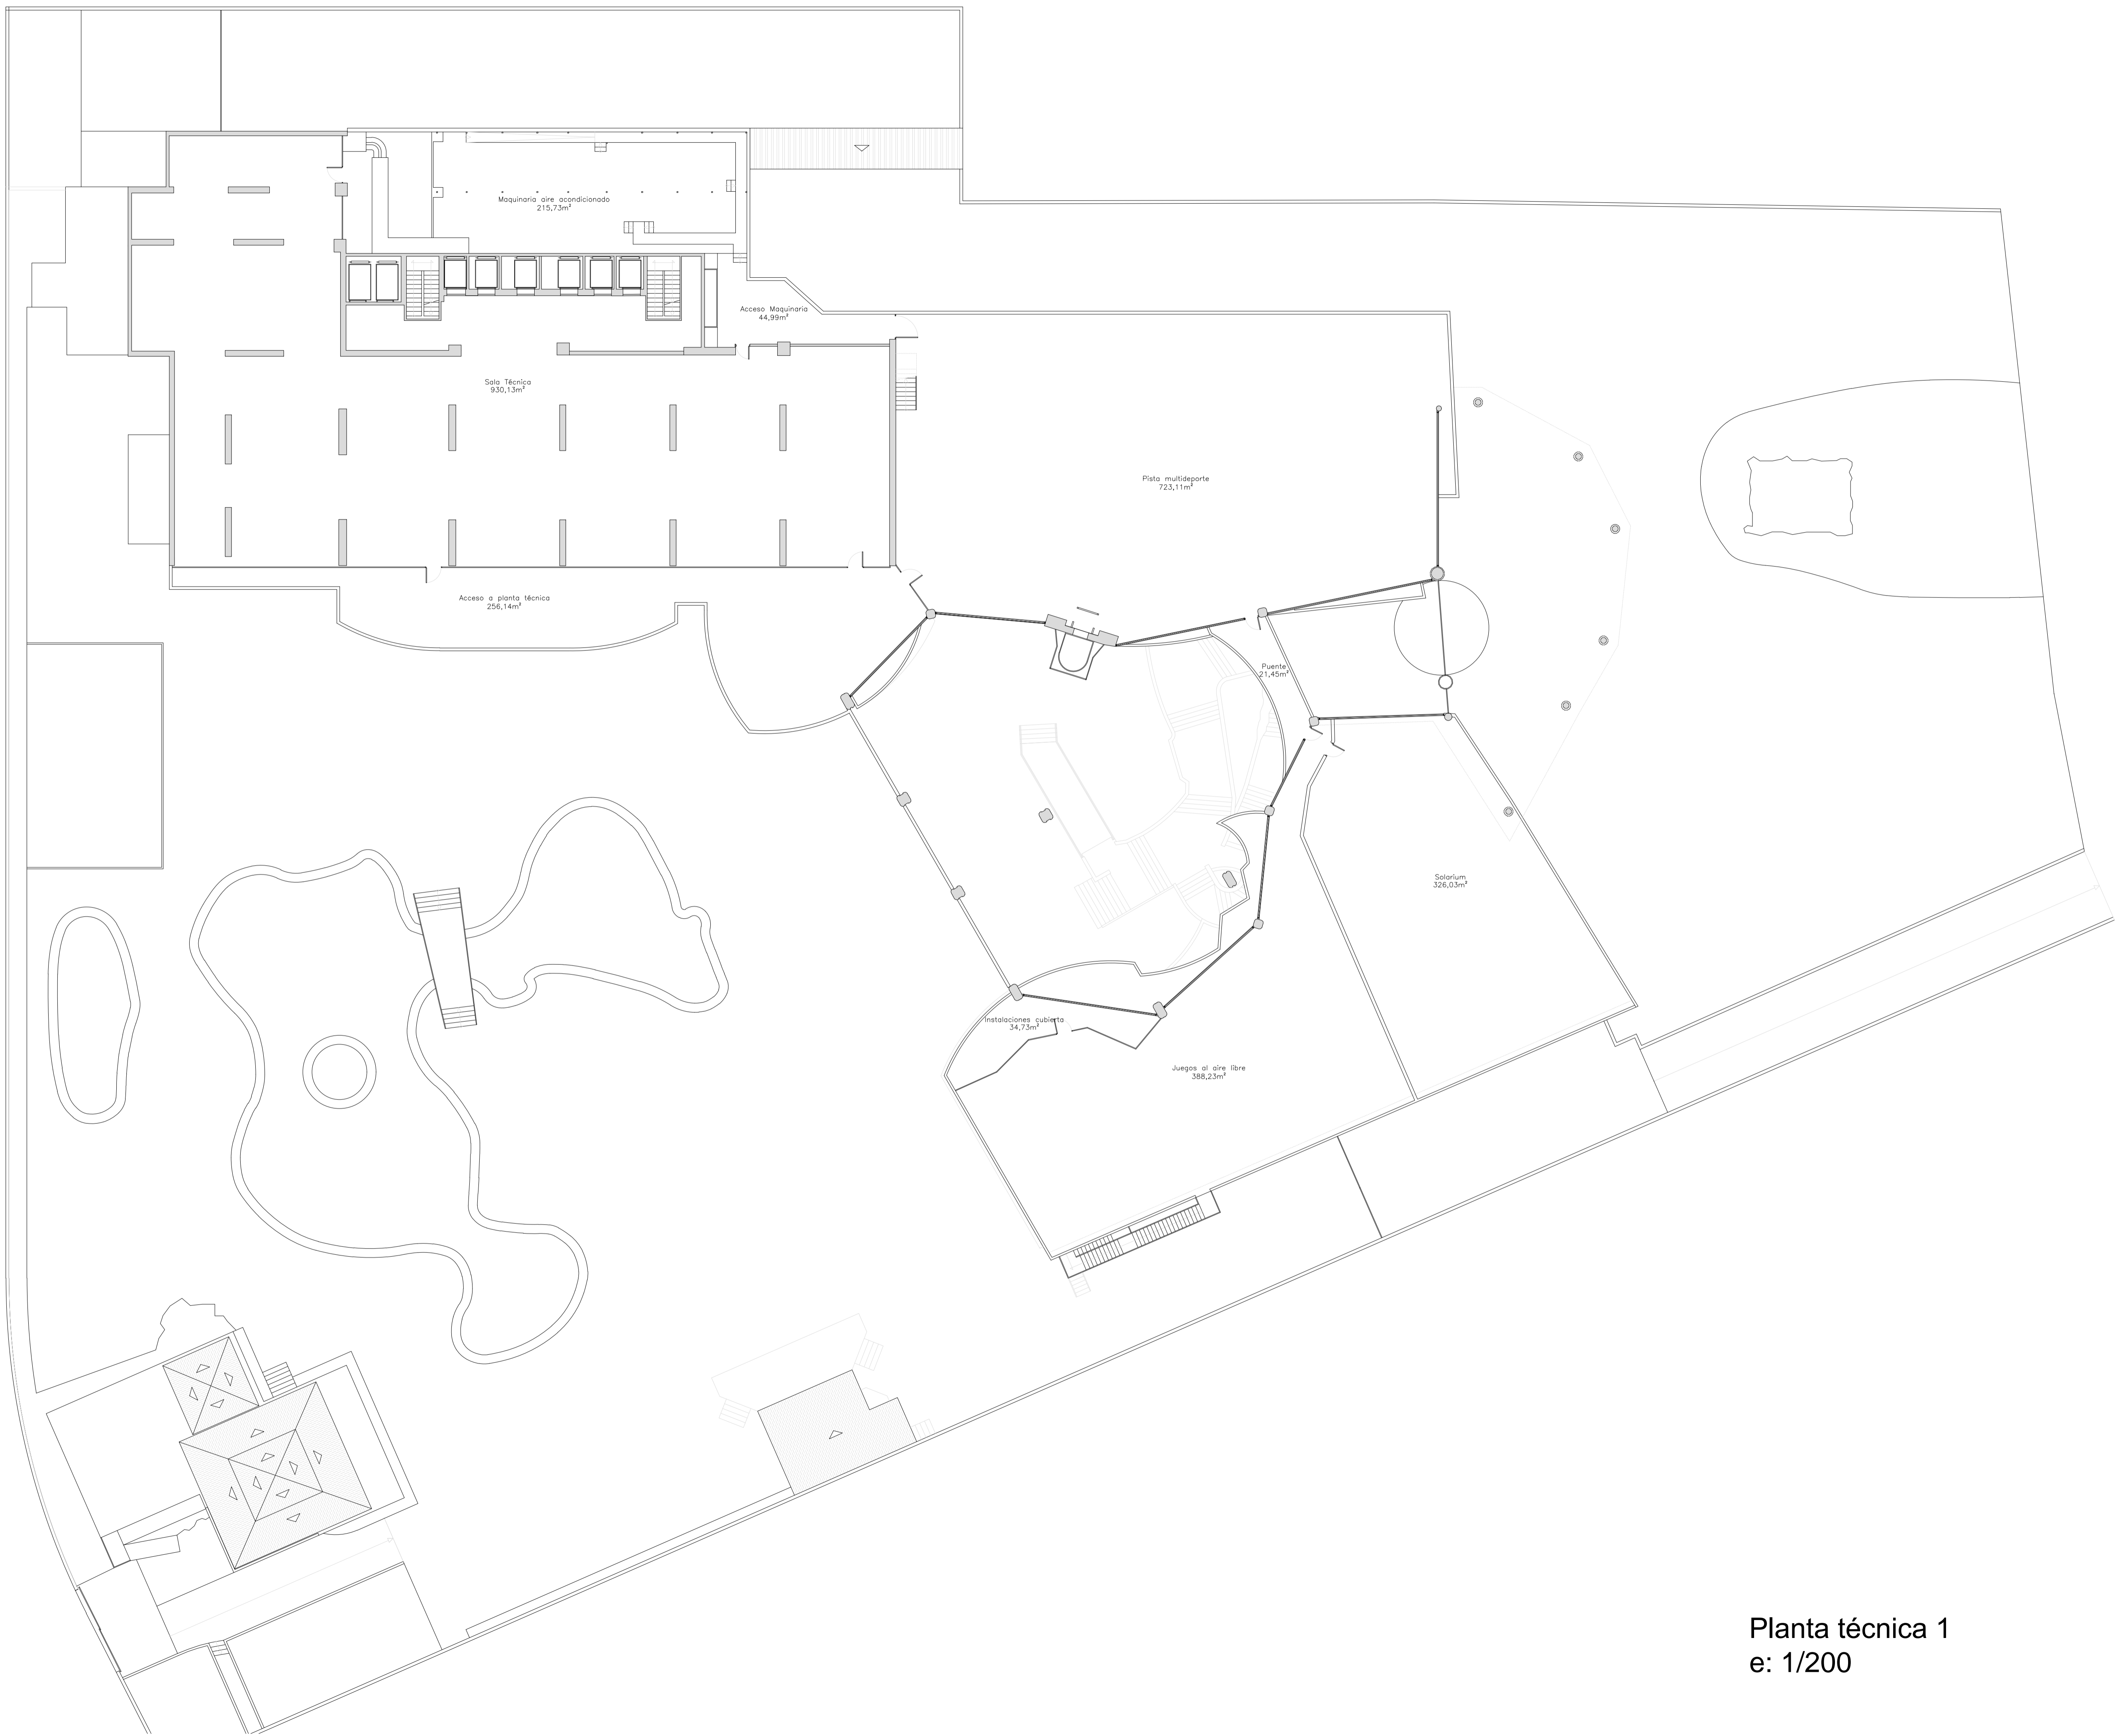 Maquinaria aire acondicionado
215,73m²
Acceso Maquinaria
44,99m²
Sala Técnica
930,13m²
Pista multideporte
723,11m²
Acceso a planta técnica
256,14m²
Puente
21,45m²
Solaríum
326,03m²
Instalaciones cubierta
34,73m²
Juegos al aire libre
388,23m²
Planta técnica 1
e: 1/200